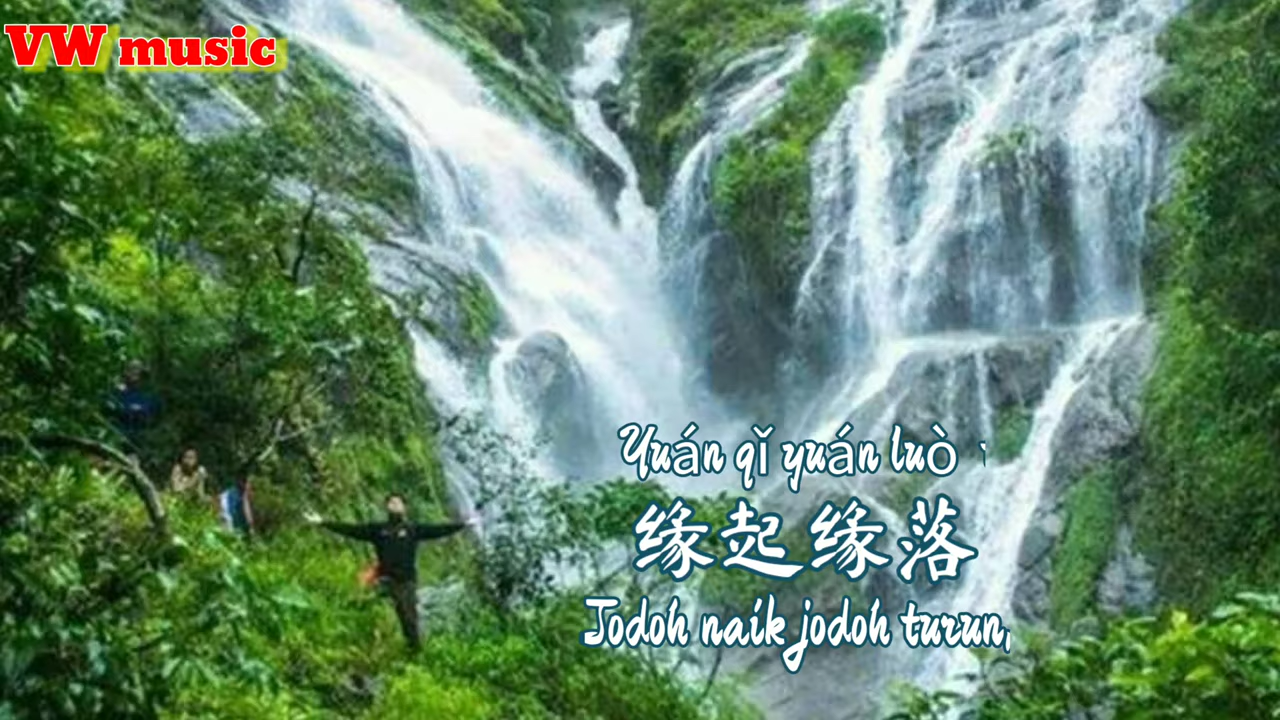 VW music
Yuán qǐ yuán luò
缘起缘落
Jodoh naik jodoh turun,